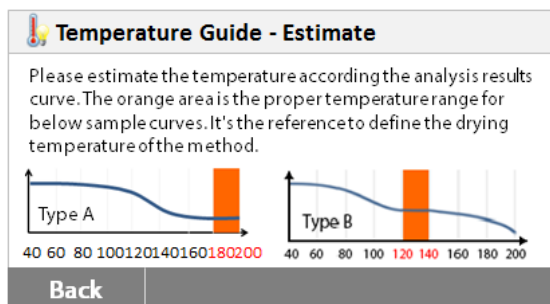 Temperature Guide - Estimate
Please estimate the temperature according the analysis results
curve. The orange area is the proper temperature range for
below sample curves. It's the reference to define the drying
temperature of the method.
Type A
40 60 80 100120140160180200
Type B
40 60 80 100 120 140 160 180 200
Back